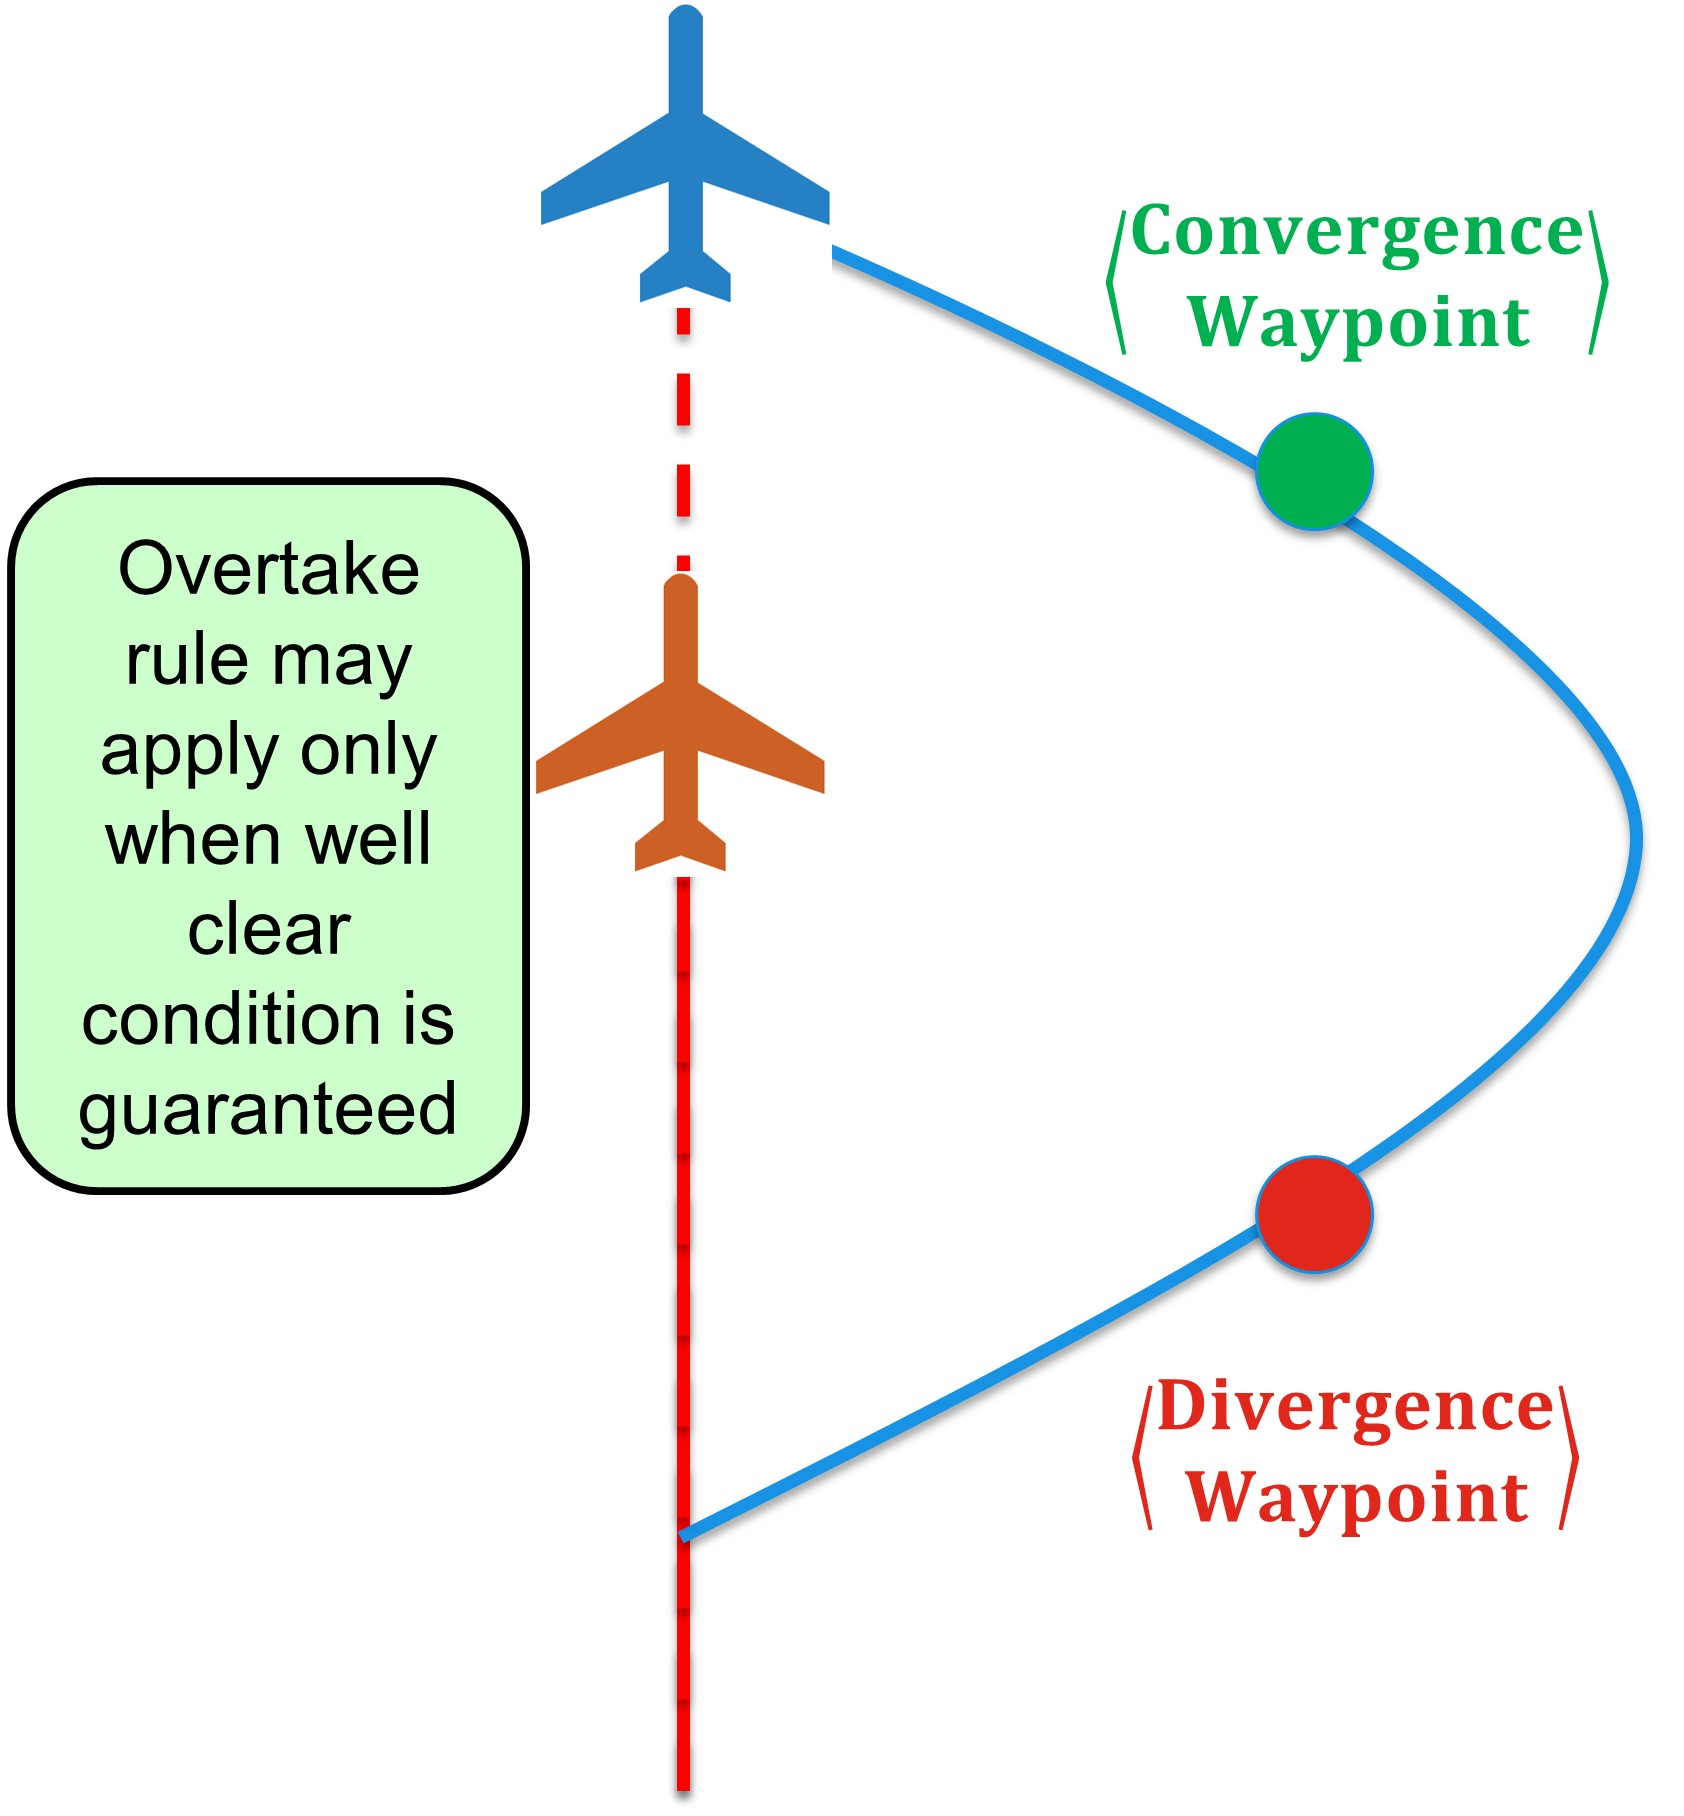 Convergence
Waypoint
Overtake
rule may
apply only
when well
clear
condition is
guaranteed
Divergence
Waypoint